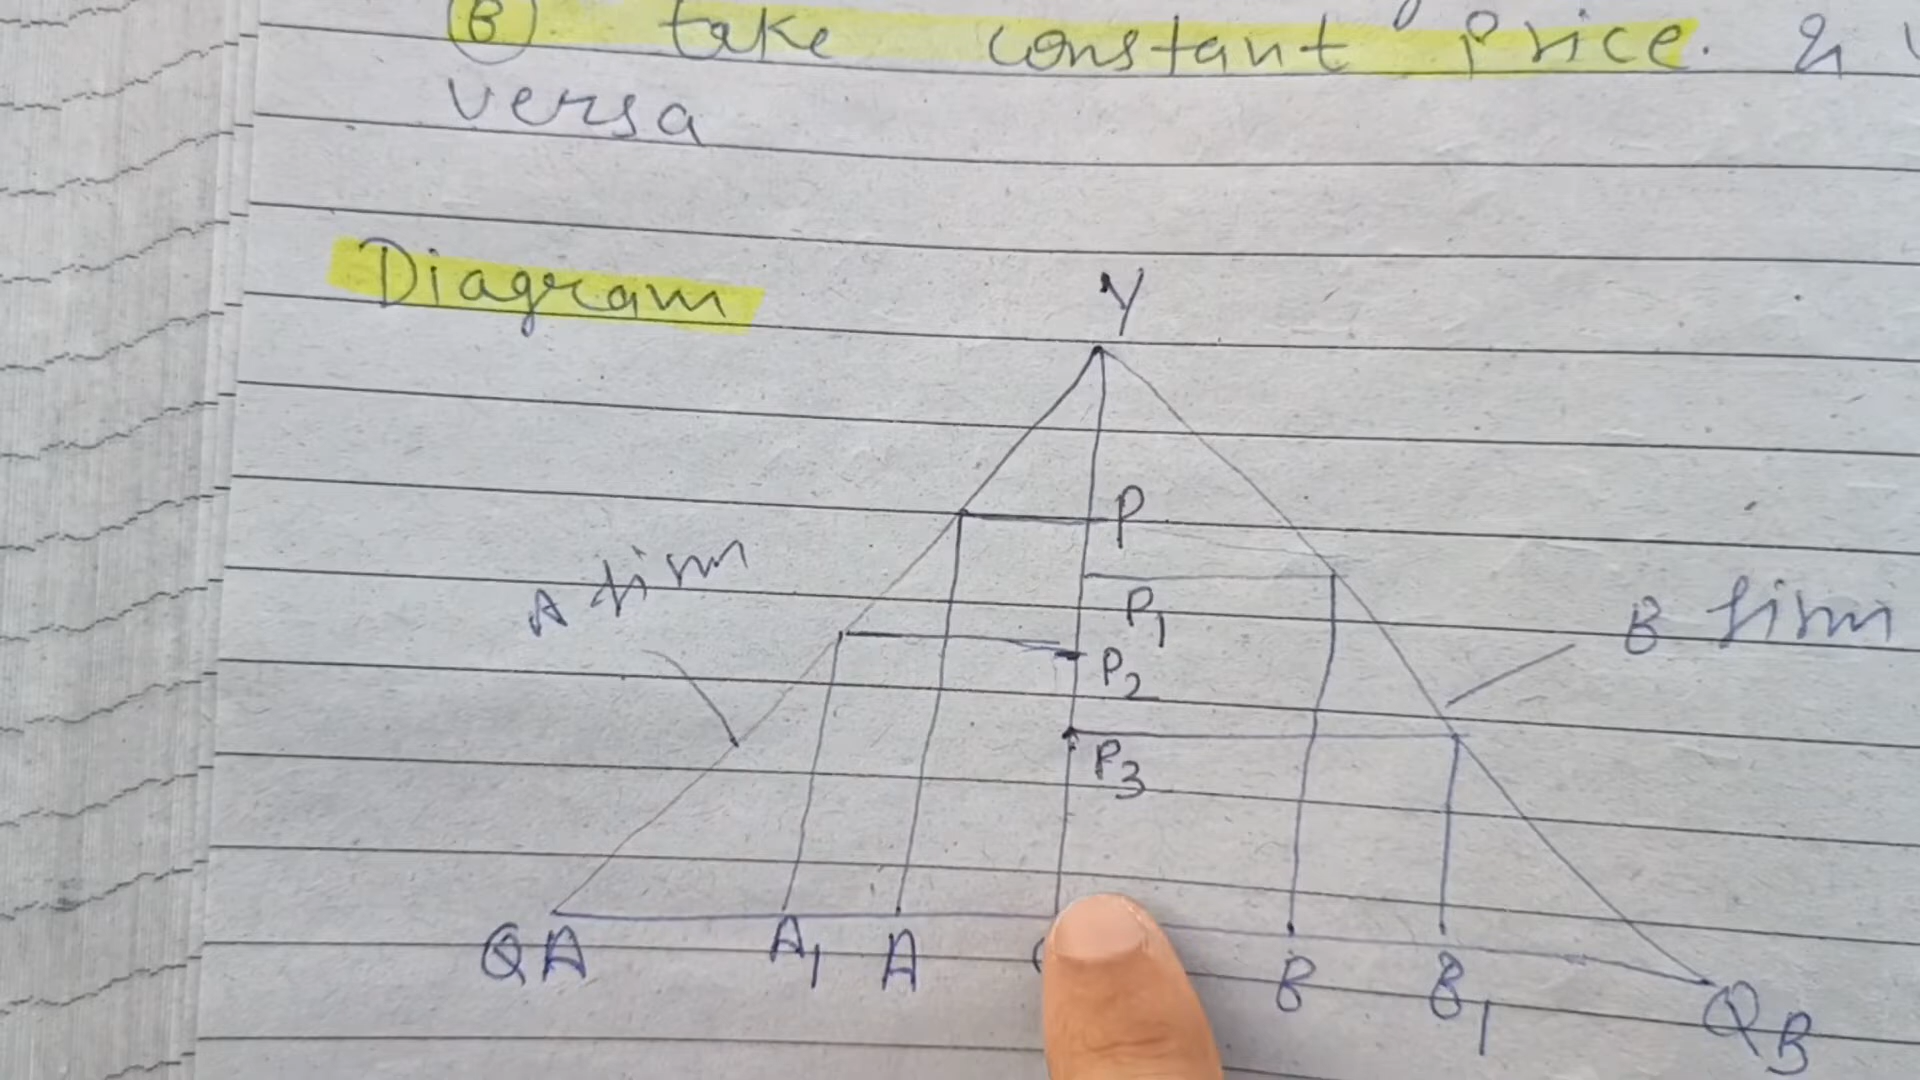 B take constant Price. &
versa
Diagram
Y
P
A firm
P1
B firm
P2
P3
QA A1 A B B1 QB